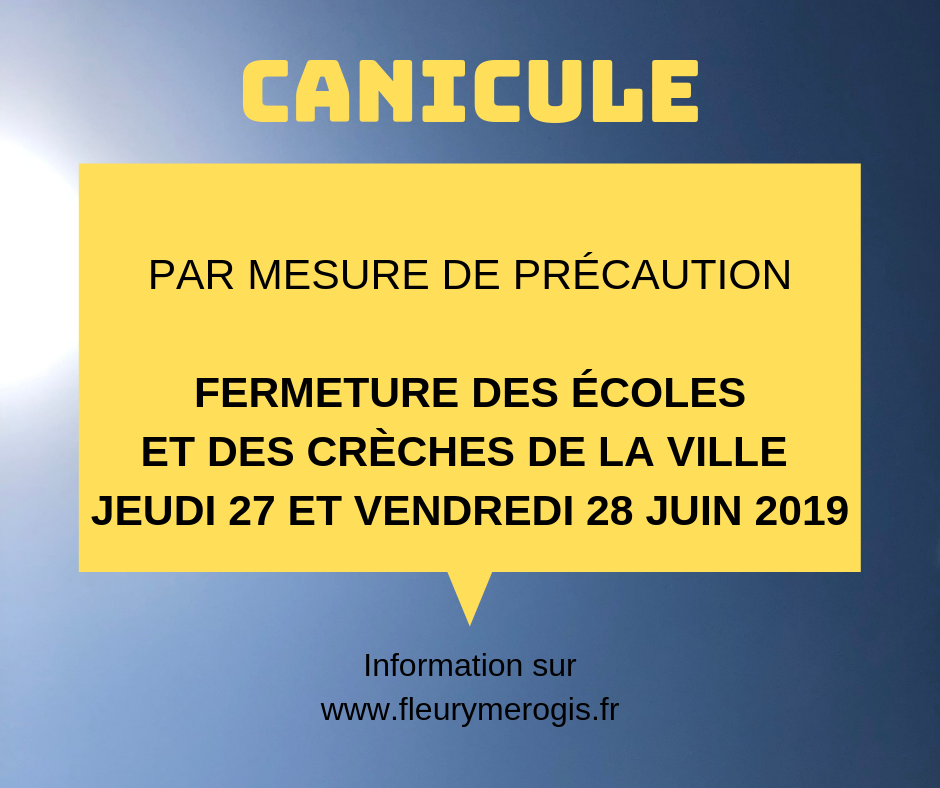 CANICULE
PAR MESURE DE PRÉCAUTION
FERMETURE DES ÉCOLES
ET DES CRÈCHES DE LA VILLE
JEUDI 27 ET VENDREDI 28 JUIN 2019
Information sur
www.fleurymerogis.fr